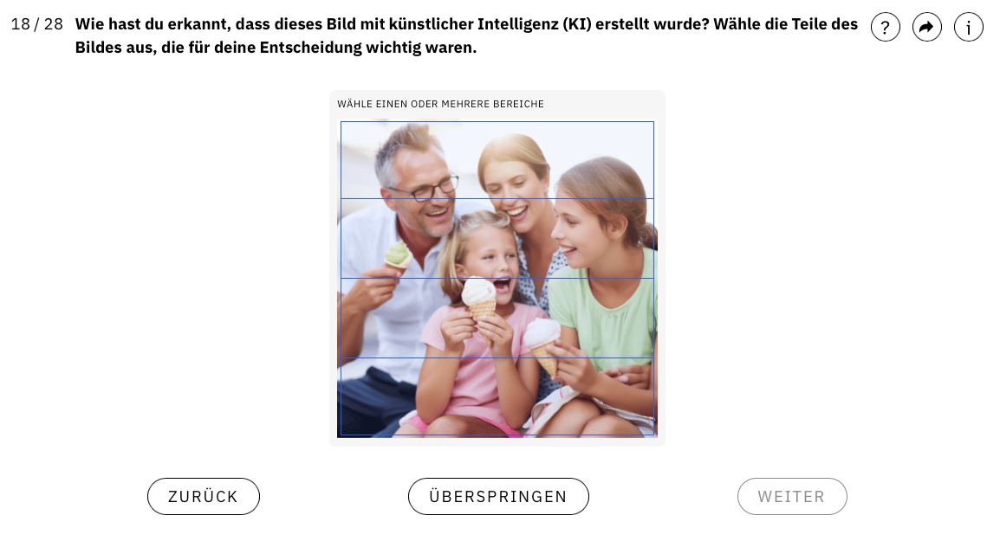 18 / 28 Wie hast du erkannt, dass dieses Bild mit künstlicher Intelligenz (KI) erstellt wurde? Wähle die Teile des
Bildes aus, die für deine Entscheidung wichtig waren.
?
i
WÄHLE EINEN ODER MEHRERE BEREICHE
ZURÜCK
ÜBERSPRINGEN
WEITER